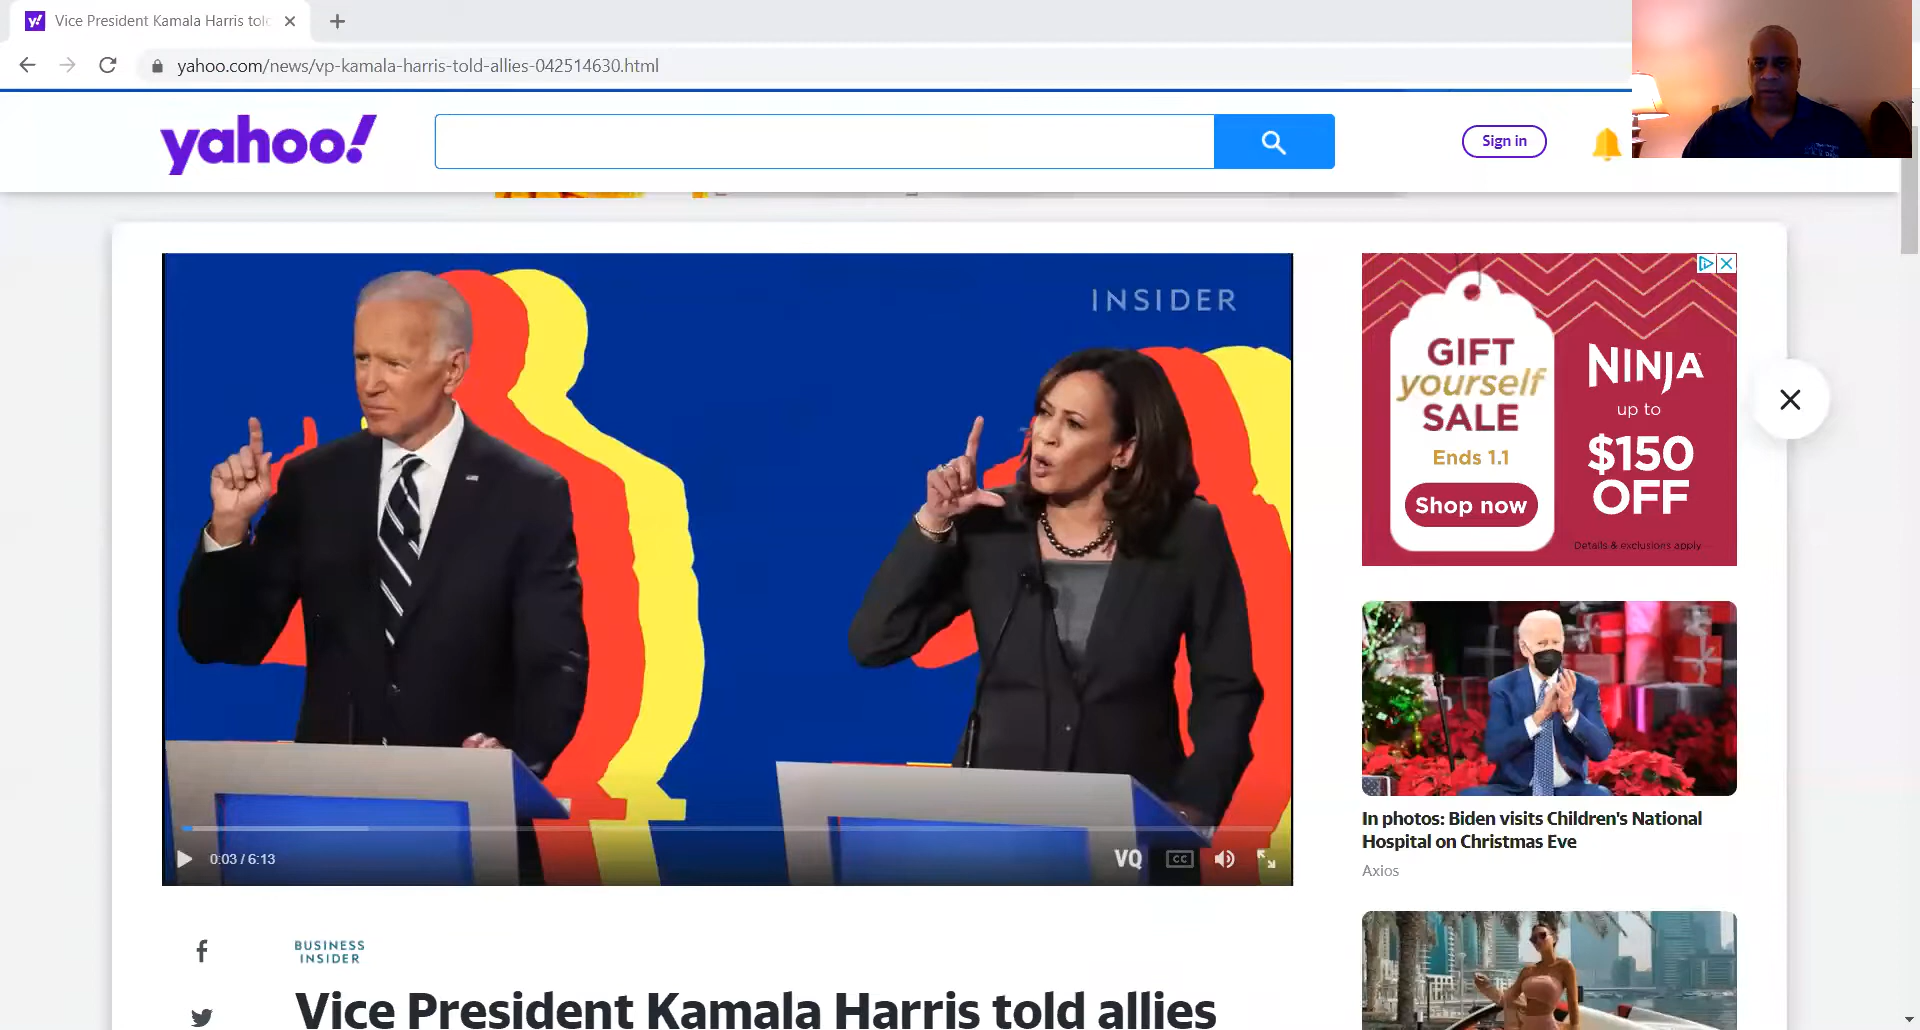 Vice President Kamala Harris tol
yahoo.com/news/vp-kamala-harris-told-allies-042514630.html
yahoo!
Sign in
INSIDER
GIFT
yourself
SALE
Ends 1.1
Shop now
NINJA
up to
$150
OFF
Details & exclusions apply
0:03 / 6:13
VQ
CC
In photos: Biden visits Children's National
Hospital on Christmas Eve
Axios
BUSINESS
INSIDER
Vice President Kamala Harris told allies